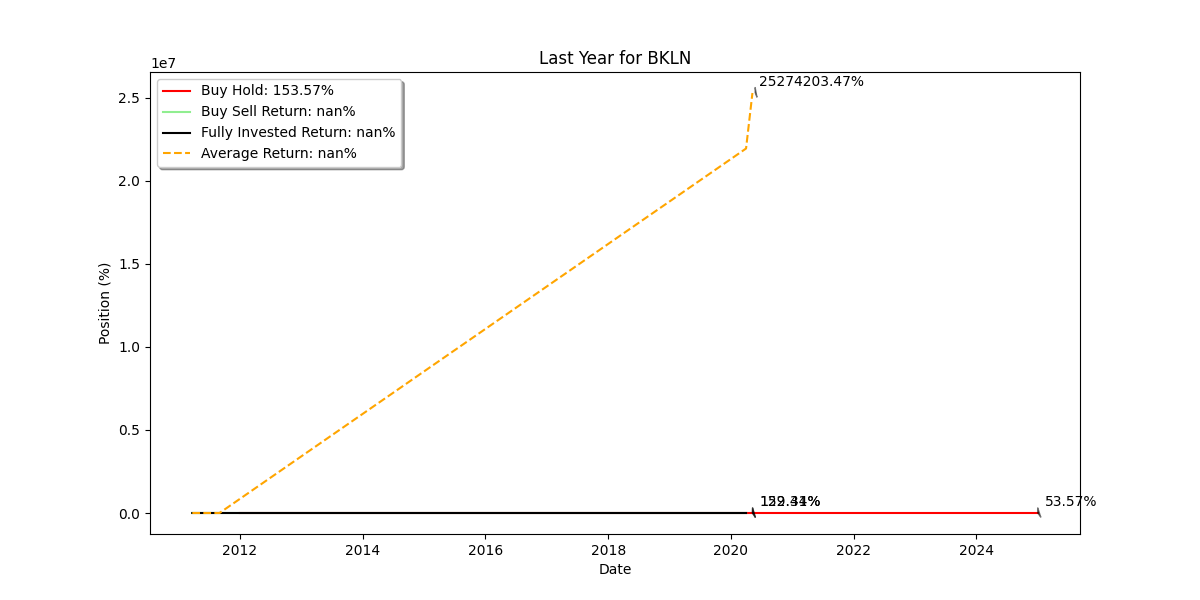 Last Year for BKLN
1e7
25274203.47%
Buy Hold: 153.57%
Buy Sell Return: nan%
Fully Invested Return: nan%
Average Return: nan%
2.5
2.0
1.5
1.0
0.5
0.0
Position (%)
53.57%
2012
2014
2016
2018
2020
2022
2024
Date